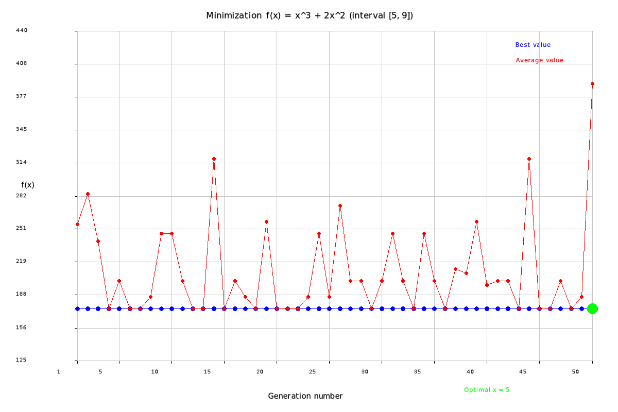 Minimization f(x) = x^3 + 2x^2 (interval [5, 9])
440
Best value
408
Average value
377
345
314
f(x)
282
251
219
188
156
125
1 5 10 15 20 25 30 35 40 45 50
Optimal x = 5
Generation number